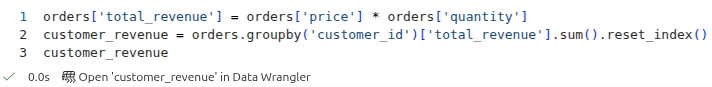 1 orders['total_revenue'] = orders['price'] * orders['quantity']
2 customer_revenue = orders.groupby('customer_id')['total_revenue'].sum().reset_index()
3 customer_revenue
0.0s Open 'customer_revenue' in Data Wrangler